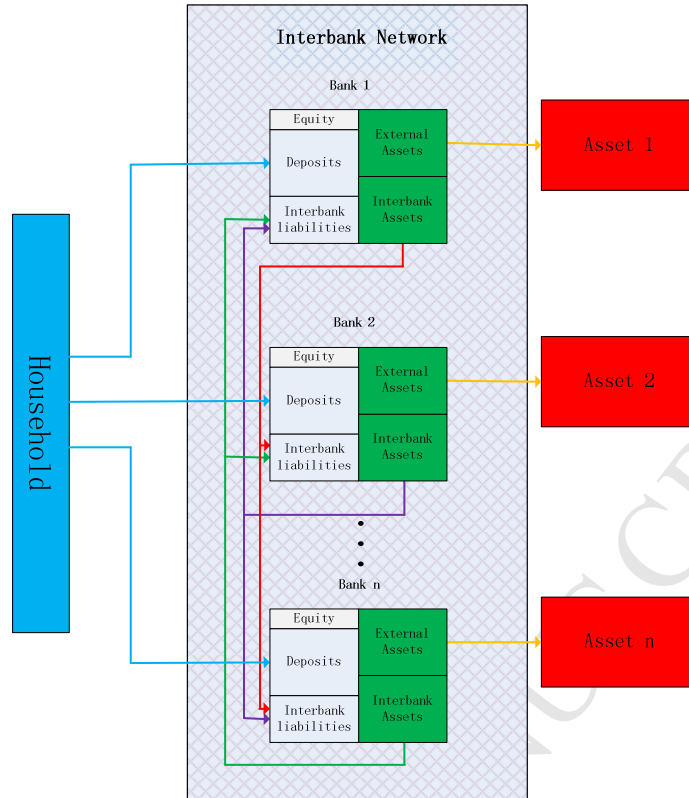 Interbank Network
Bank 1
Equity
Deposits
Interbank
liabilities
External
Assets
Interbank
Assets
Asset 1
Household
Bank 2
Equity
Deposits
Interbank
liabilities
External
Assets
Interbank
Assets
Asset 2
Bank n
Equity
Deposits
Interbank
liabilities
External
Assets
Interbank
Assets
Asset n